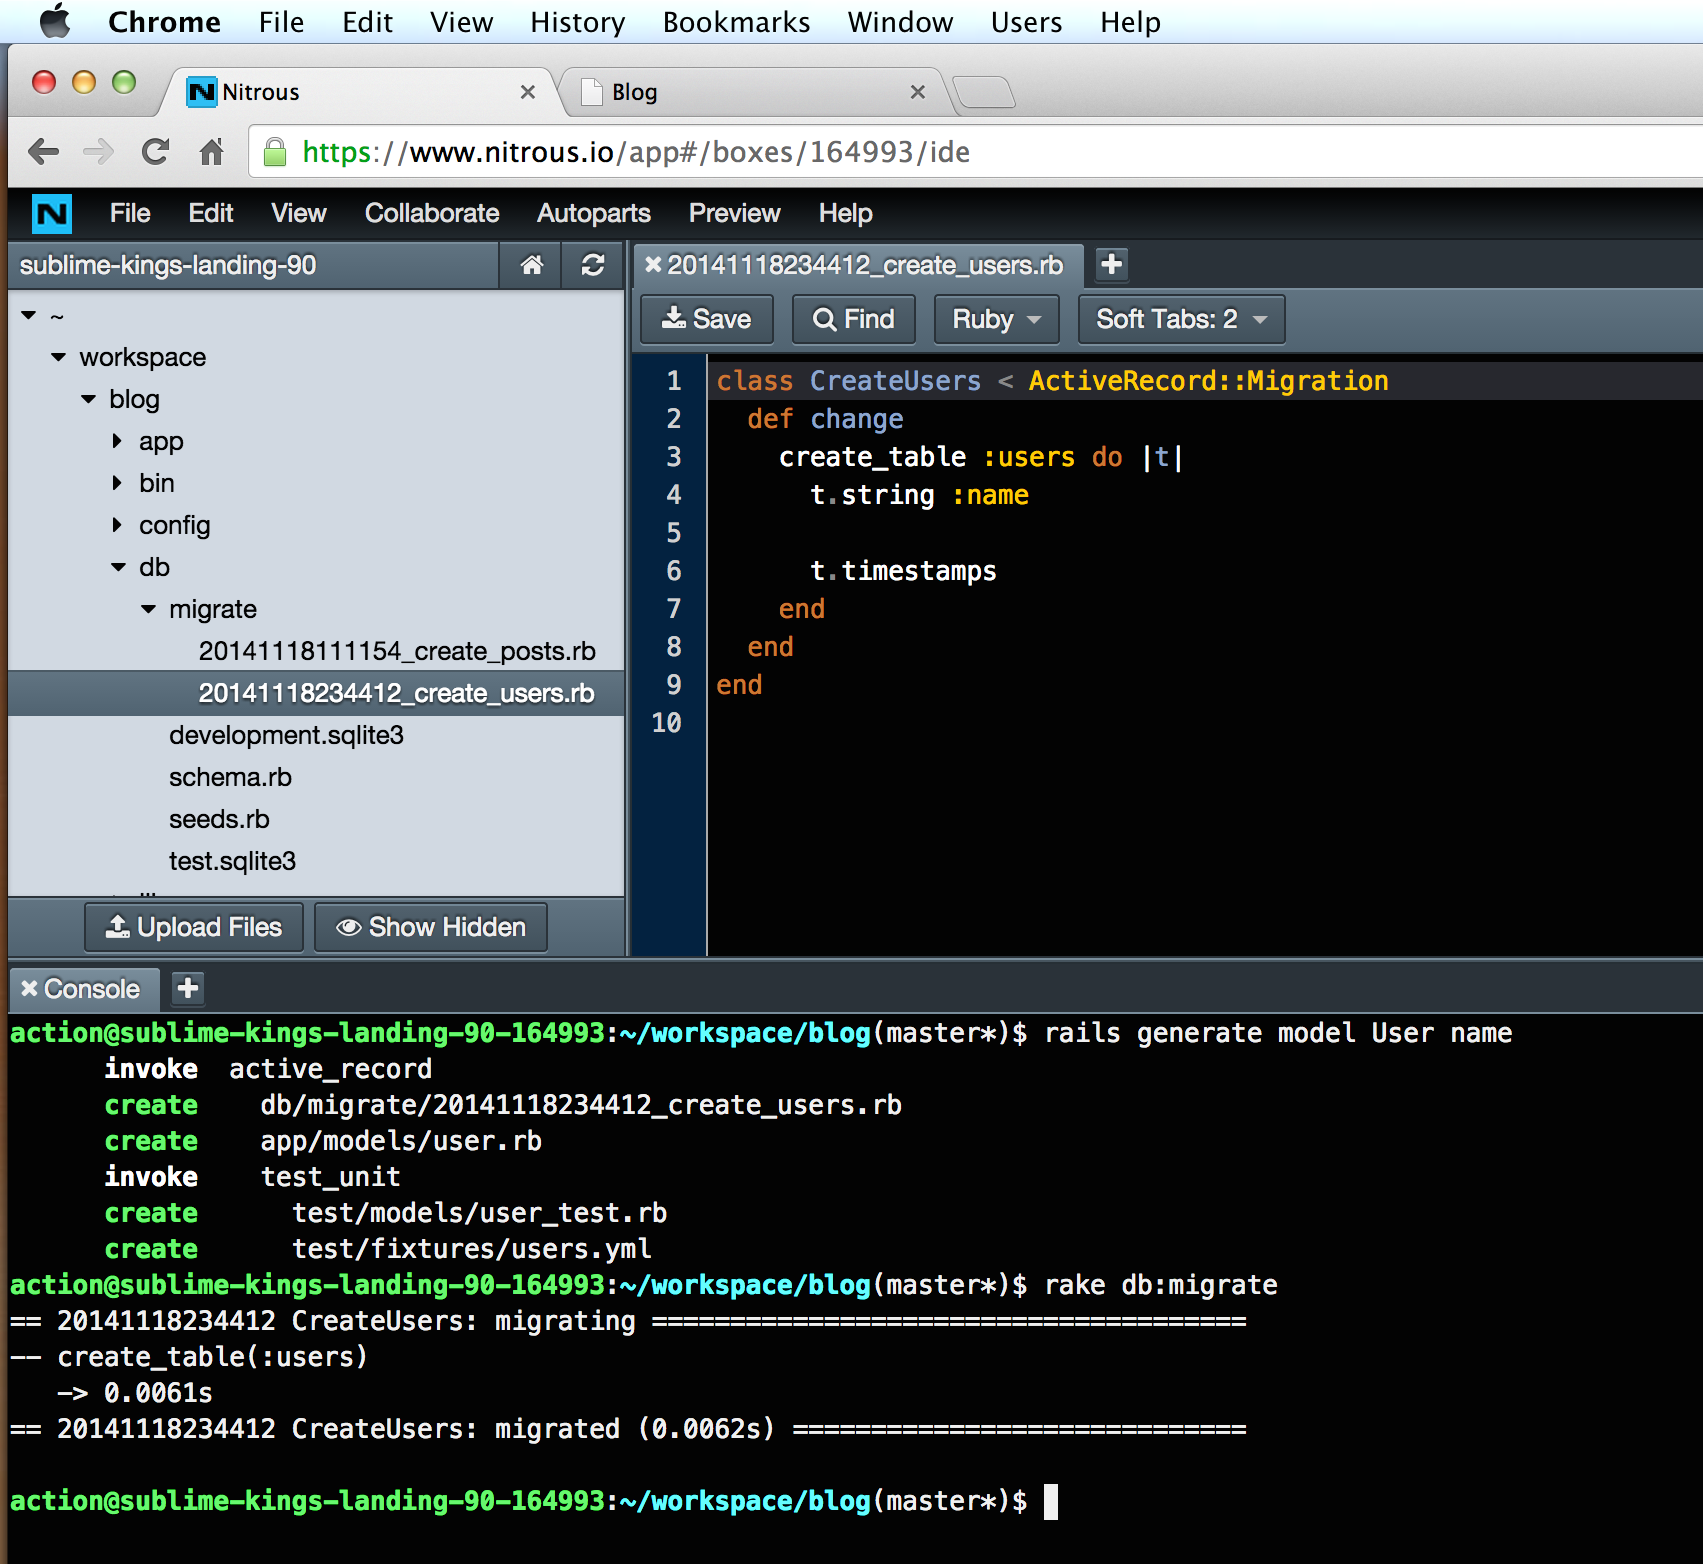 Chrome File Edit View History Bookmarks Window Users Help
Nitrous Blog
https://www.nitrous.io/app#/boxes/164993/ide
N File Edit View Collaborate Autoparts Preview Help
sublime-kings-landing-90
~
workspace
blog
app
bin
config
db
migrate
20141118111154_create_posts.rb
20141118234412_create_users.rb
development.sqlite3
schema.rb
seeds.rb
test.sqlite3
Upload Files Show Hidden
20141118234412_create_users.rb
Save Find Ruby Soft Tabs: 2
1 class CreateUsers < ActiveRecord::Migration
2   def change
3     create_table :users do |t|
4       t.string :name
5
6       t.timestamps
7     end
8   end
9 end
10
Console
action@sublime-kings-landing-90-164993:~/workspace/blog(master*)$ rails generate model User name
      invoke  active_record
      create    db/migrate/20141118234412_create_users.rb
      create    app/models/user.rb
      invoke    test_unit
      create      test/models/user_test.rb
      create      test/fixtures/users.yml
action@sublime-kings-landing-90-164993:~/workspace/blog(master*)$ rake db:migrate
== 20141118234412 CreateUsers: migrating ======================================
-- create_table(:users)
   -> 0.0061s
== 20141118234412 CreateUsers: migrated (0.0062s) =============================
action@sublime-kings-landing-90-164993:~/workspace/blog(master*)$